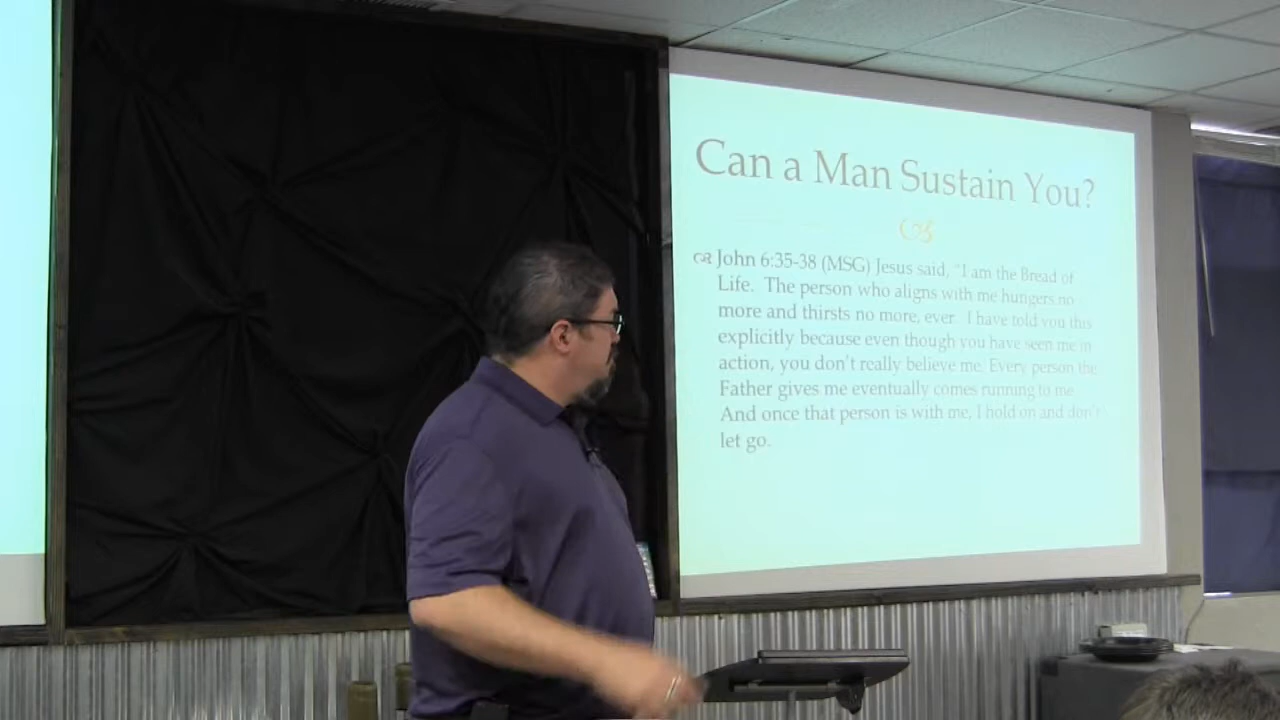 Can a Man Sustain You?
John 6:35-38 (MSG) Jesus said, "I am the Bread of
Life. The person who aligns with me hungers no
more and thirsts no more, ever. I have told you this
explicitly because even though you have seen me in
action, you don't really believe me. Every person the
Father gives me eventually comes running to me.
And once that person is with me, I hold on and don't
let go.